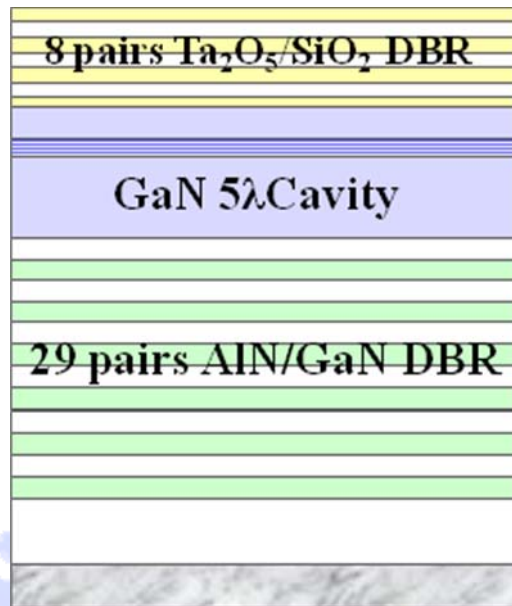 8 pairs Ta₂O₅/SiO₂ DBR
GaN 5λCavity
29 pairs AlN/GaN DBR